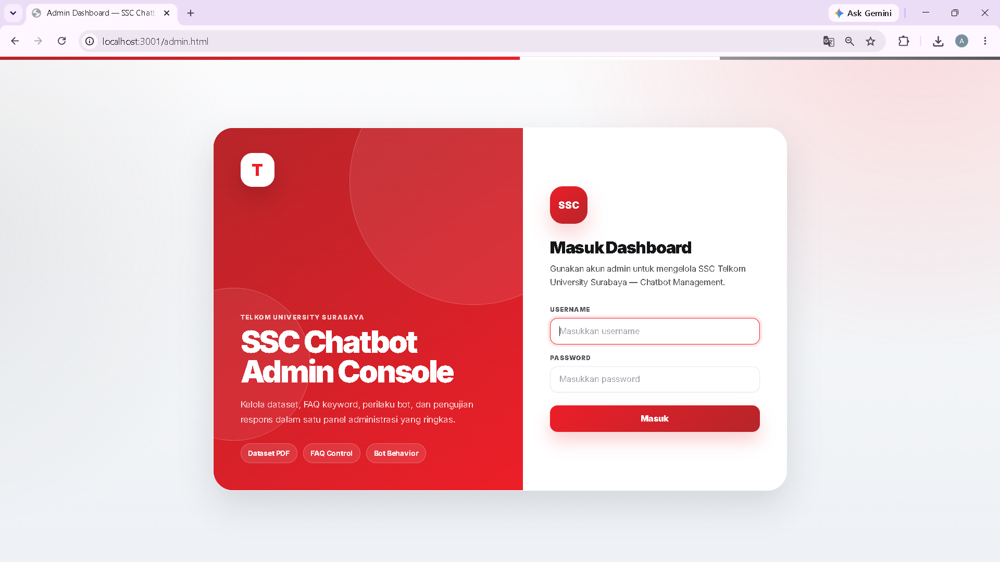 Admin Dashboard — SSC Chatb
Ask Gemini
localhost:3001/admin.html
A
T
TELKOM UNIVERSITY SURABAYA
SSC Chatbot
Admin Console
Kelola dataset, FAQ keyword, perilaku bot, dan pengujian
respons dalam satu panel administrasi yang ringkas.
Dataset PDF
FAQ Control
Bot Behavior
SSC
Masuk Dashboard
Gunakan akun admin untuk mengelola SSC Telkom
University Surabaya — Chatbot Management.
USERNAME
Masukkan username
PASSWORD
Masukkan password
Masuk